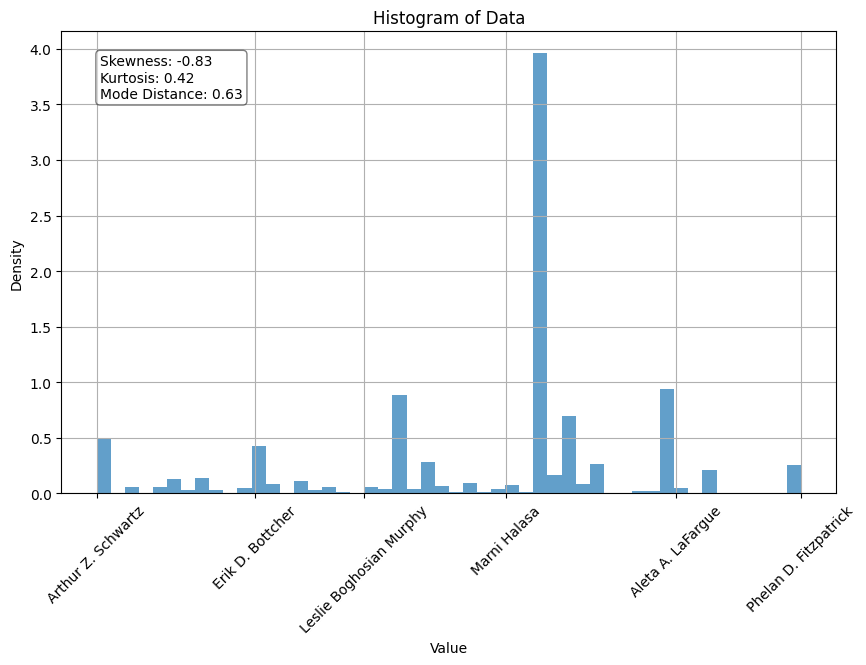 Histogram of Data
Skewness: -0.83
Kurtosis: 0.42
Mode Distance: 0.63
Density
4.0
3.5
3.0
2.5
2.0
1.5
1.0
0.5
0.0
Arthur Z. Schwartz
Erik D. Bottcher
Leslie Boghosian Murphy
Marni Halasa
Aleta A. LaFargue
Phelan D. Fitzpatrick
Value